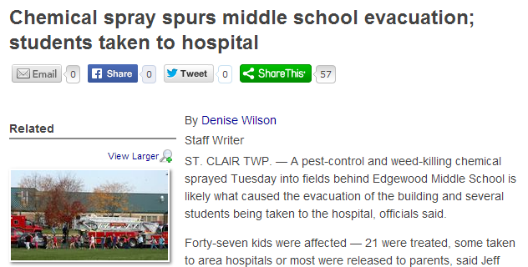 Chemical spray spurs middle school evacuation;
students taken to hospital
Email 0 Share 0 Tweet 0 ShareThis 57
Related
View Larger
By Denise Wilson
Staff Writer
ST. CLAIR TWP. — A pest-control and weed-killing chemical
sprayed Tuesday into fields behind Edgewood Middle School is
likely what caused the evacuation of the building and several
students being taken to the hospital, officials said.
Forty-seven kids were affected — 21 were treated, some taken
to area hospitals or most were released to parents, said Jeff